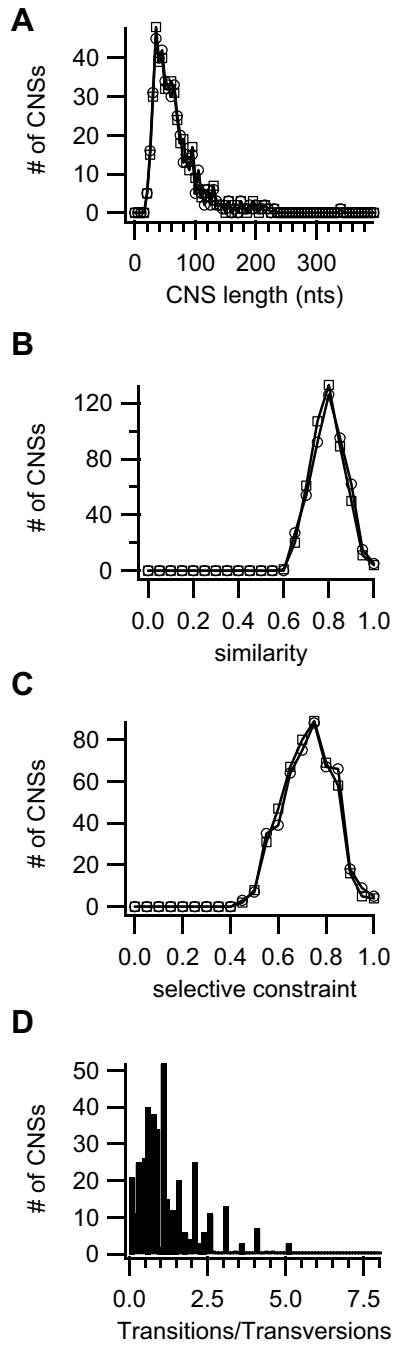 A
# of CNSs
40
30
20
10
0
0 100 200 300
CNS length (nts)
B
# of CNSs
120
80
40
0
0.0 0.2 0.4 0.6 0.8 1.0
similarity
C
# of CNSs
80
60
40
20
0
0.0 0.2 0.4 0.6 0.8 1.0
selective constraint
D
# of CNSs
50
40
30
20
10
0
0.0 2.5 5.0 7.5
Transitions/Transversions